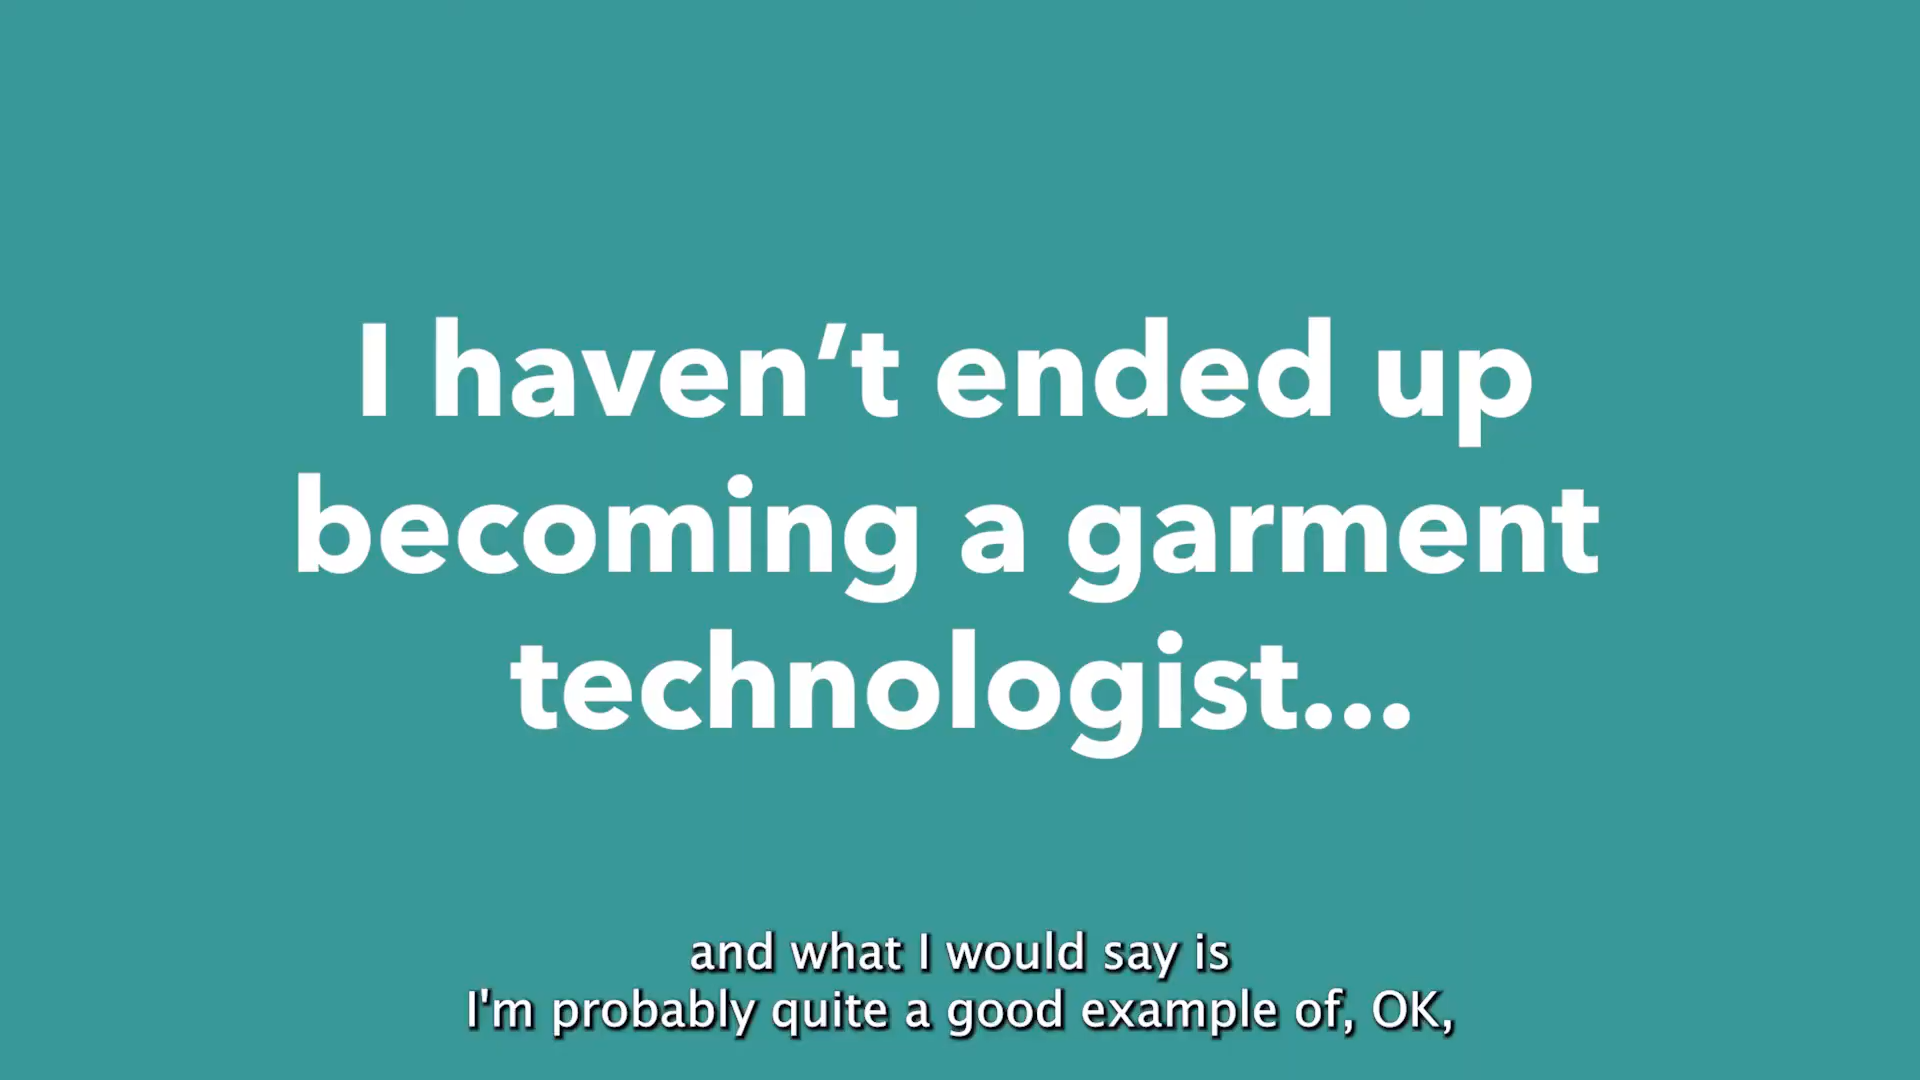 I haven’t ended up
becoming a garment
technologist...
and what I would say is
I'm probably quite a good example of, OK,